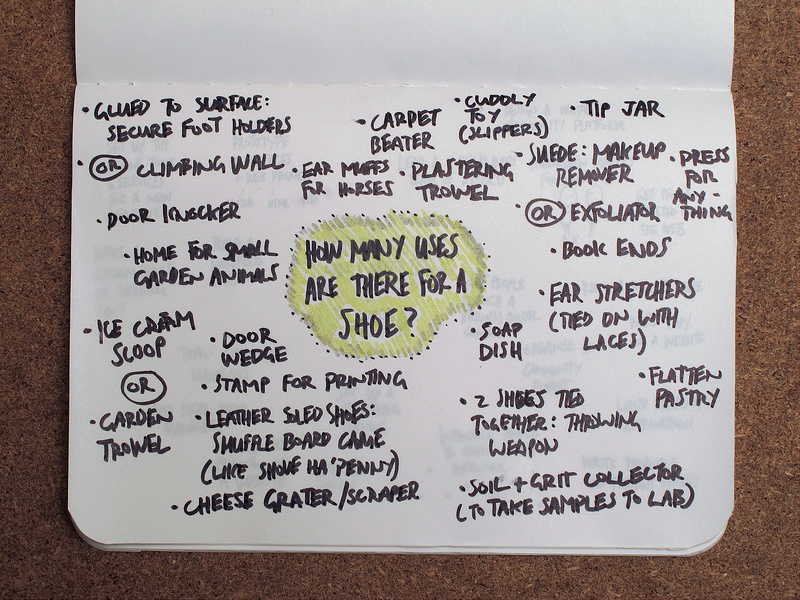 • GLUED TO SURFACE:
SECURE FOOT HOLDERS
• OR CLIMBING WALL
• EAR MUFFS
FOR HORSES
• CARPET
BEATER
• CUDDLY
TOY
(SLIPPERS)
• TIP JAR
• PLASTERING
TROWEL
• SUEDE: MAKEUP
REMOVER
OR EXFOLIATOR
• PRESS
FOR
ANY-
THING
• DOOR KNOCKER
• HOME FOR SMALL
GARDEN ANIMALS
HOW MANY USES
ARE THERE FOR A
SHOE?
• BOOK ENDS
• EAR STRETCHERS
(TIED ON WITH
LACES)
• ICE CREAM
SCOOP
OR
• GARDEN
TROWEL
• DOOR
WEDGE
• SOAP
DISH
• STAMP FOR PRINTING
• LEATHER SOLED SHOES:
SHUFFLE BOARD GAME
(LIKE SHOVE HA'PENNY)
• CHEESE GRATER/SCRAPER
• FLATTEN
PASTRY
• 2 SHOES TIED
TOGETHER: THROWING
WEAPON
• SOIL + GRIT COLLECTOR
(TO TAKE SAMPLES TO LAB)